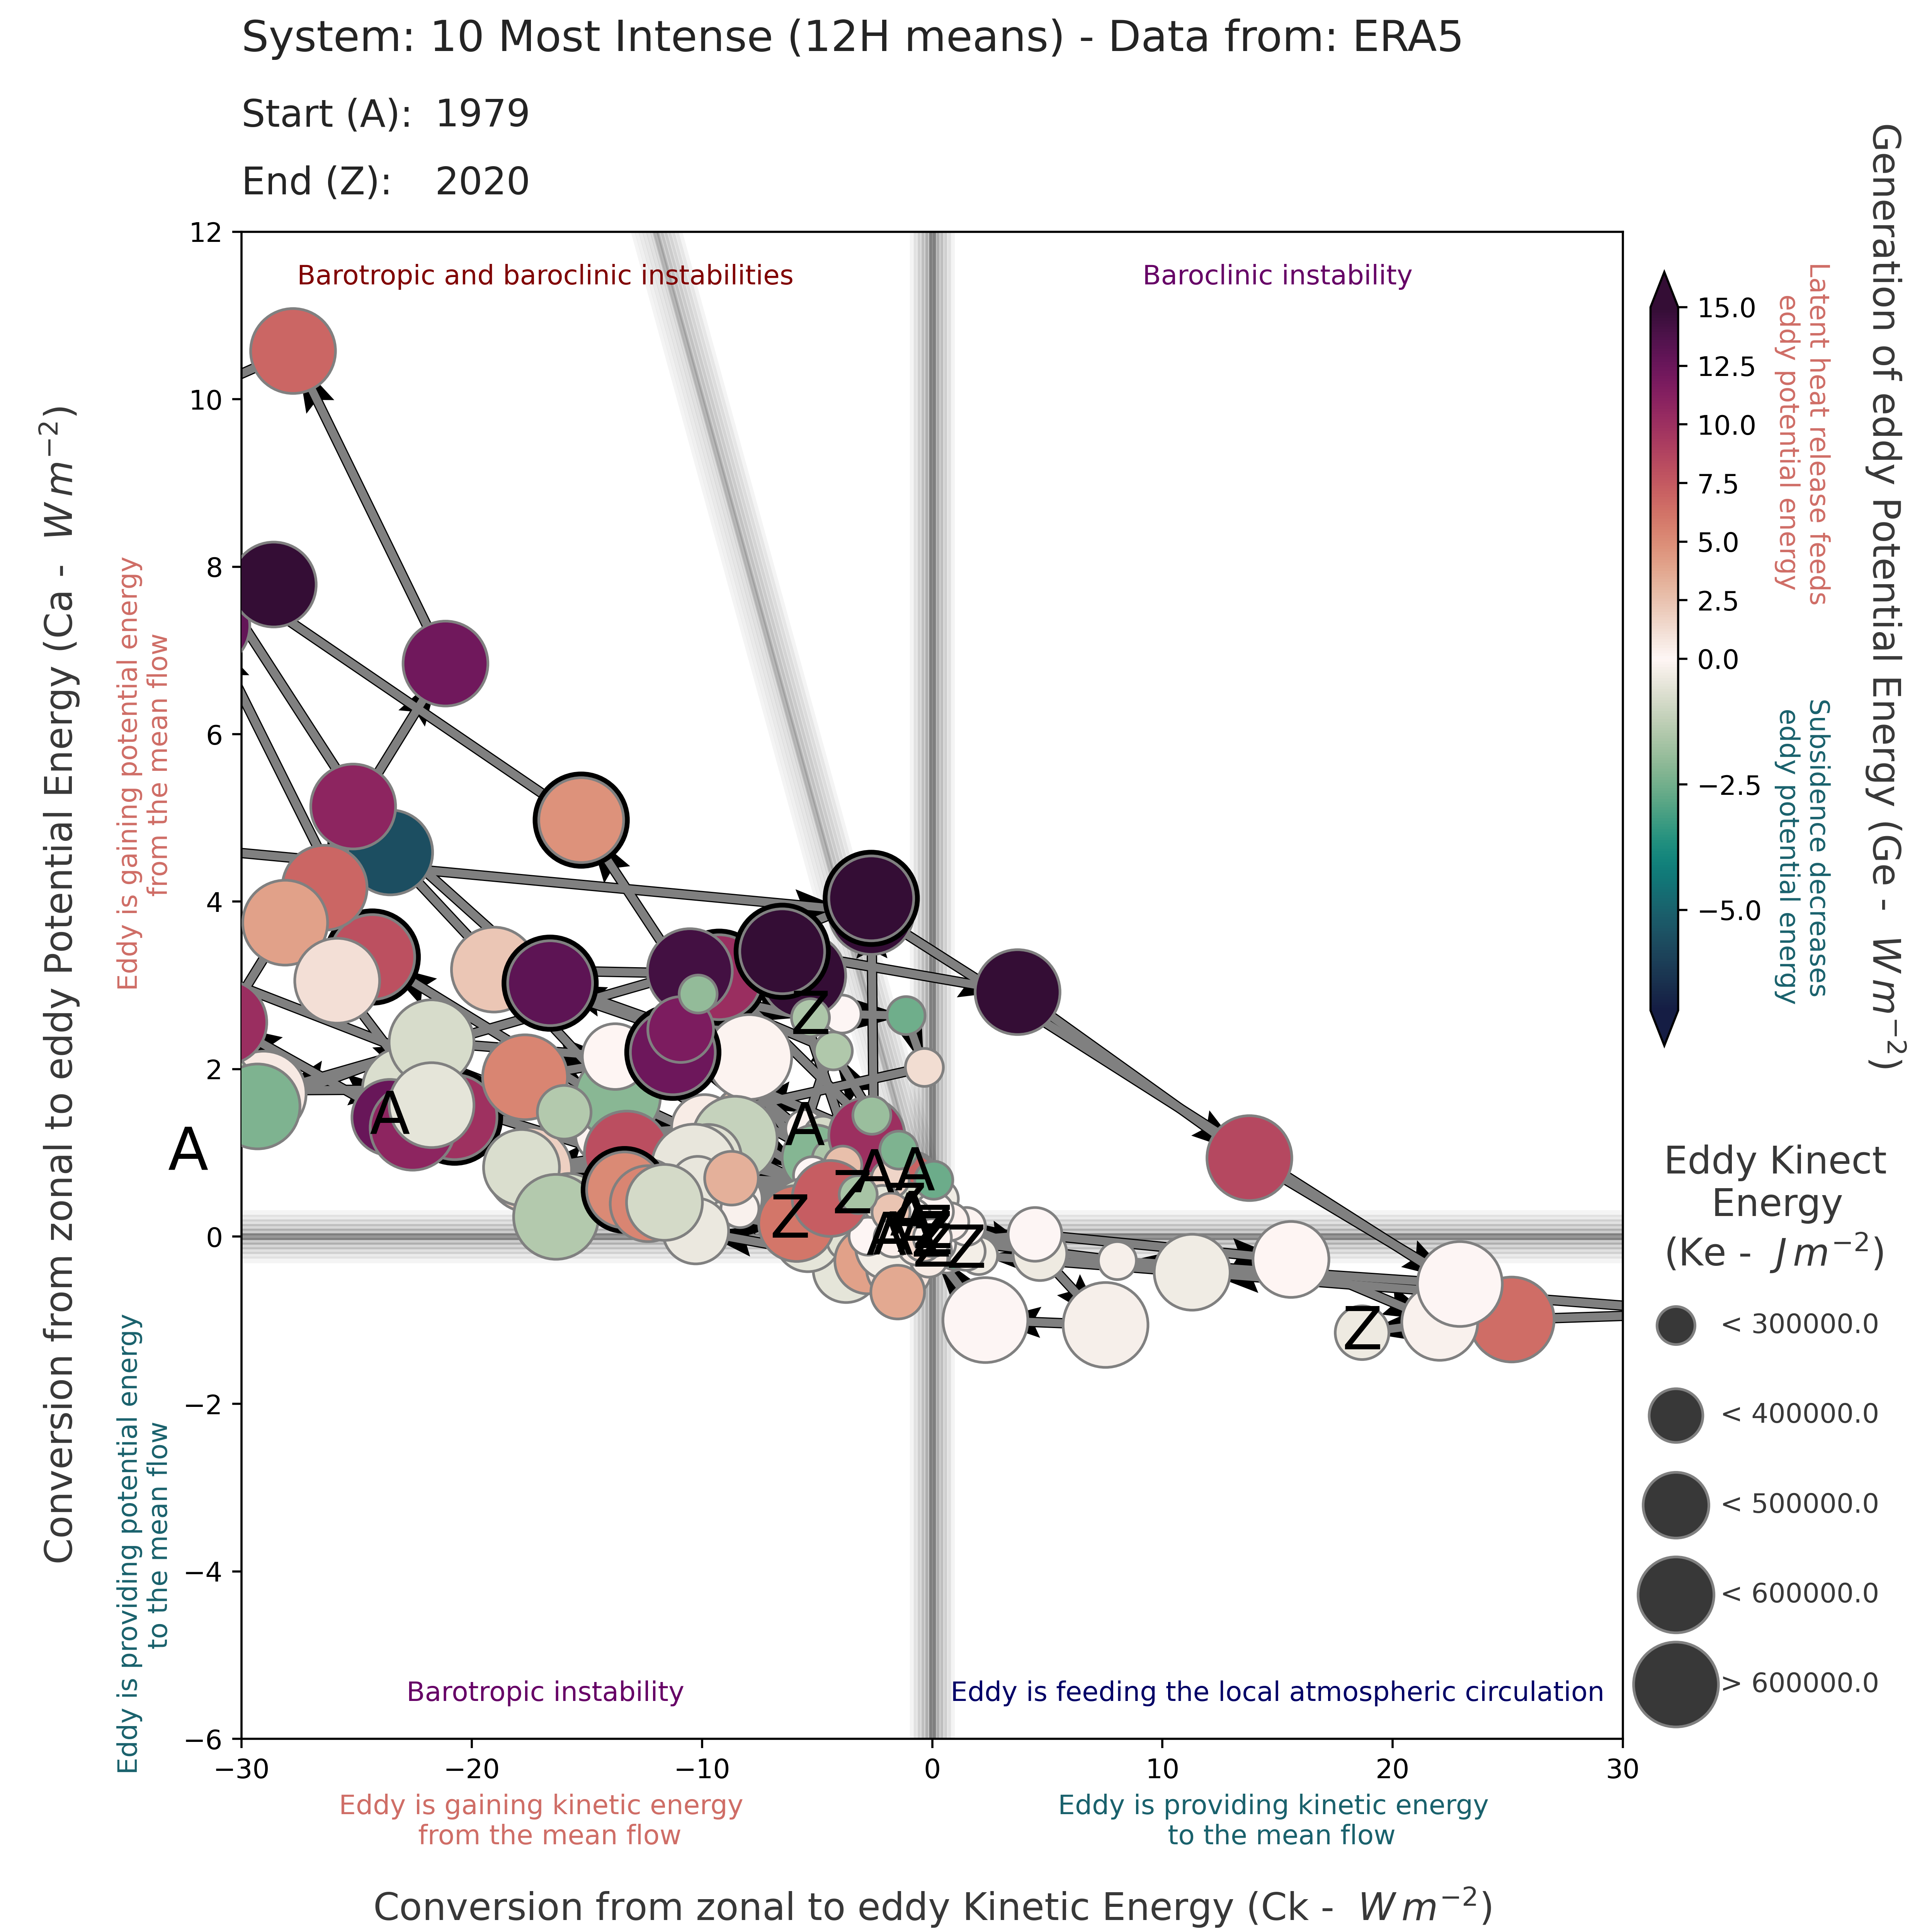 System: 10 Most Intense (12H means) - Data from: ERA5
Start (A): 1979
End (Z): 2020
Barotropic and baroclinic instabilities
Baroclinic instability
Barotropic instability
Eddy is feeding the local atmospheric circulation
12
10
8
6
4
2
0
−2
−4
−6
−30
−20
−10
0
10
20
30
Conversion from zonal to eddy Potential Energy (Ca - W m−2)
Eddy is gaining potential energy
from the mean flow
Eddy is providing potential energy
to the mean flow
A
A
A
A
A
A
A
Z
Z
Z
Z
Z
Z
Z
Eddy is gaining kinetic energy
from the mean flow
Eddy is providing kinetic energy
to the mean flow
Conversion from zonal to eddy Kinetic Energy (Ck - W m−2)
15.0
12.5
10.0
7.5
5.0
2.5
0.0
−2.5
−5.0
Latent heat release feeds
eddy potential energy
Subsidence decreases
eddy potential energy
Generation of eddy Potential Energy (Ge - W m−2)
Eddy Kinect
Energy
(Ke - J m−2)
< 300000.0
< 400000.0
< 500000.0
< 600000.0
> 600000.0